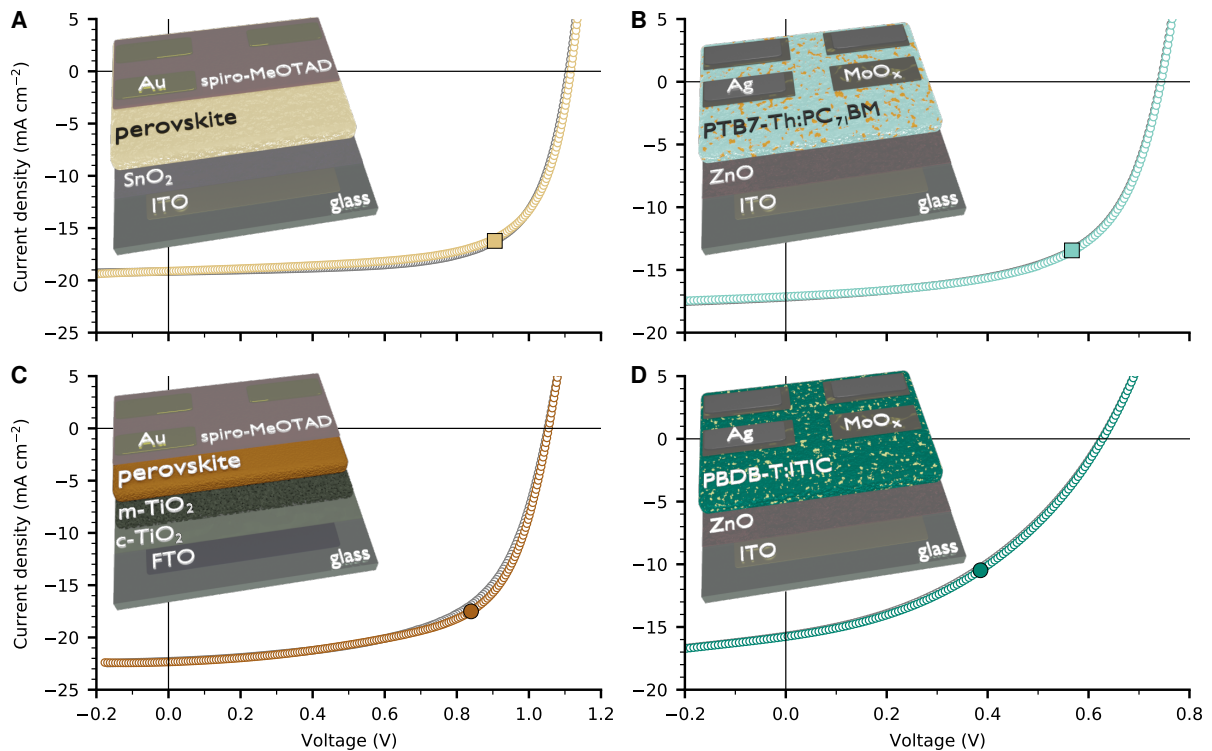 A
B
Current density (mA cm⁻²)
5
0
−5
−10
−15
−20
−25
Au
spiro-MeOTAD
perovskite
SnO₂
ITO
glass
5
0
−5
−10
−15
−20
Ag
MoOₓ
PTB7-Th:PC₇₁BM
ZnO
ITO
glass
C
D
Current density (mA cm⁻²)
5
0
−5
−10
−15
−20
−25
Au
spiro-MeOTAD
perovskite
m-TiO₂
c-TiO₂
FTO
glass
−0.2 0.0 0.2 0.4 0.6 0.8 1.0 1.2
Voltage (V)
5
0
−5
−10
−15
−20
Ag
MoOₓ
PBDB-T:ITIC
ZnO
ITO
glass
−0.2 0.0 0.2 0.4 0.6 0.8
Voltage (V)